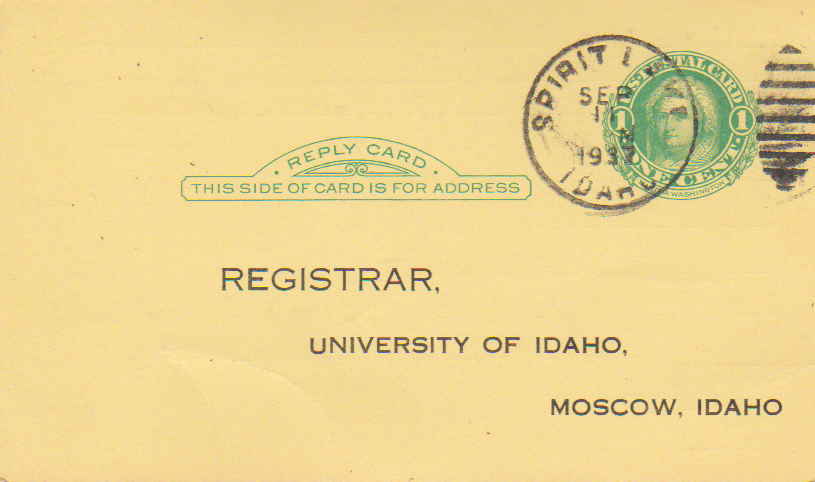 SPIRIT L
SEP
193
IDAHO
U.S. POSTAL CARD
1 1
ONE CENT
WASHINGTON
REPLY CARD
THIS SIDE OF CARD IS FOR ADDRESS
REGISTRAR,
UNIVERSITY OF IDAHO,
MOSCOW, IDAHO